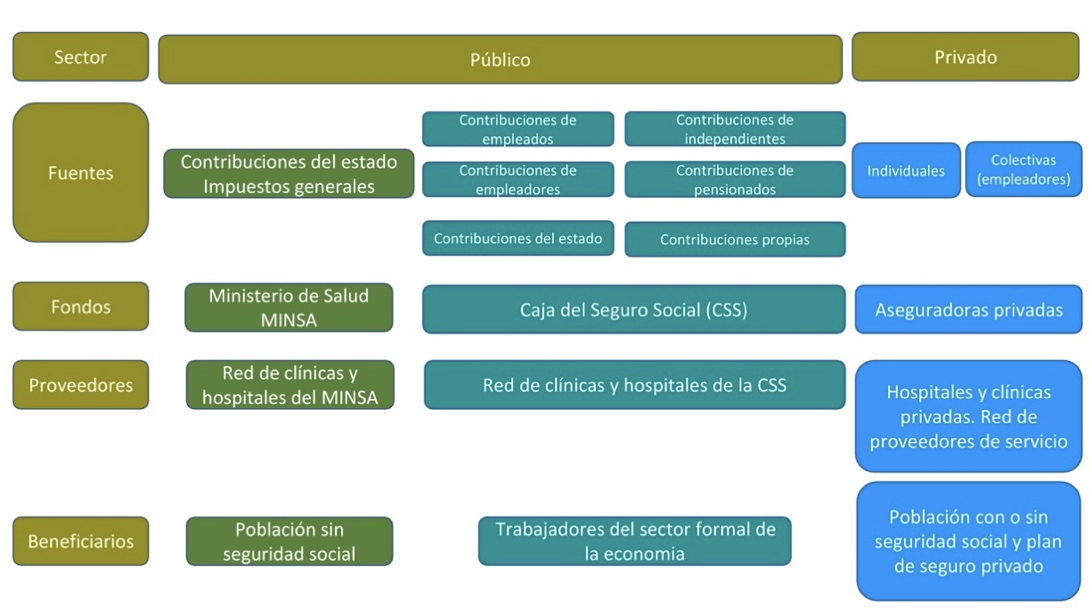 Sector
Público
Privado
Fuentes
Contribuciones del estado
Impuestos generales
Contribuciones de
empleados
Contribuciones de
independientes
Contribuciones de
empleadores
Contribuciones de
pensionados
Contribuciones del estado
Contribuciones propias
Individuales
Colectivas
(empleadores)
Fondos
Ministerio de Salud
MINSA
Caja del Seguro Social (CSS)
Aseguradoras privadas
Proveedores
Red de clínicas y
hospitales del MINSA
Red de clínicas y hospitales de la CSS
Hospitales y clínicas
privadas. Red de
proveedores de servicio
Beneficiarios
Población sin
seguridad social
Trabajadores del sector formal de
la economia
Población con o sin
seguridad social y plan
de seguro privado